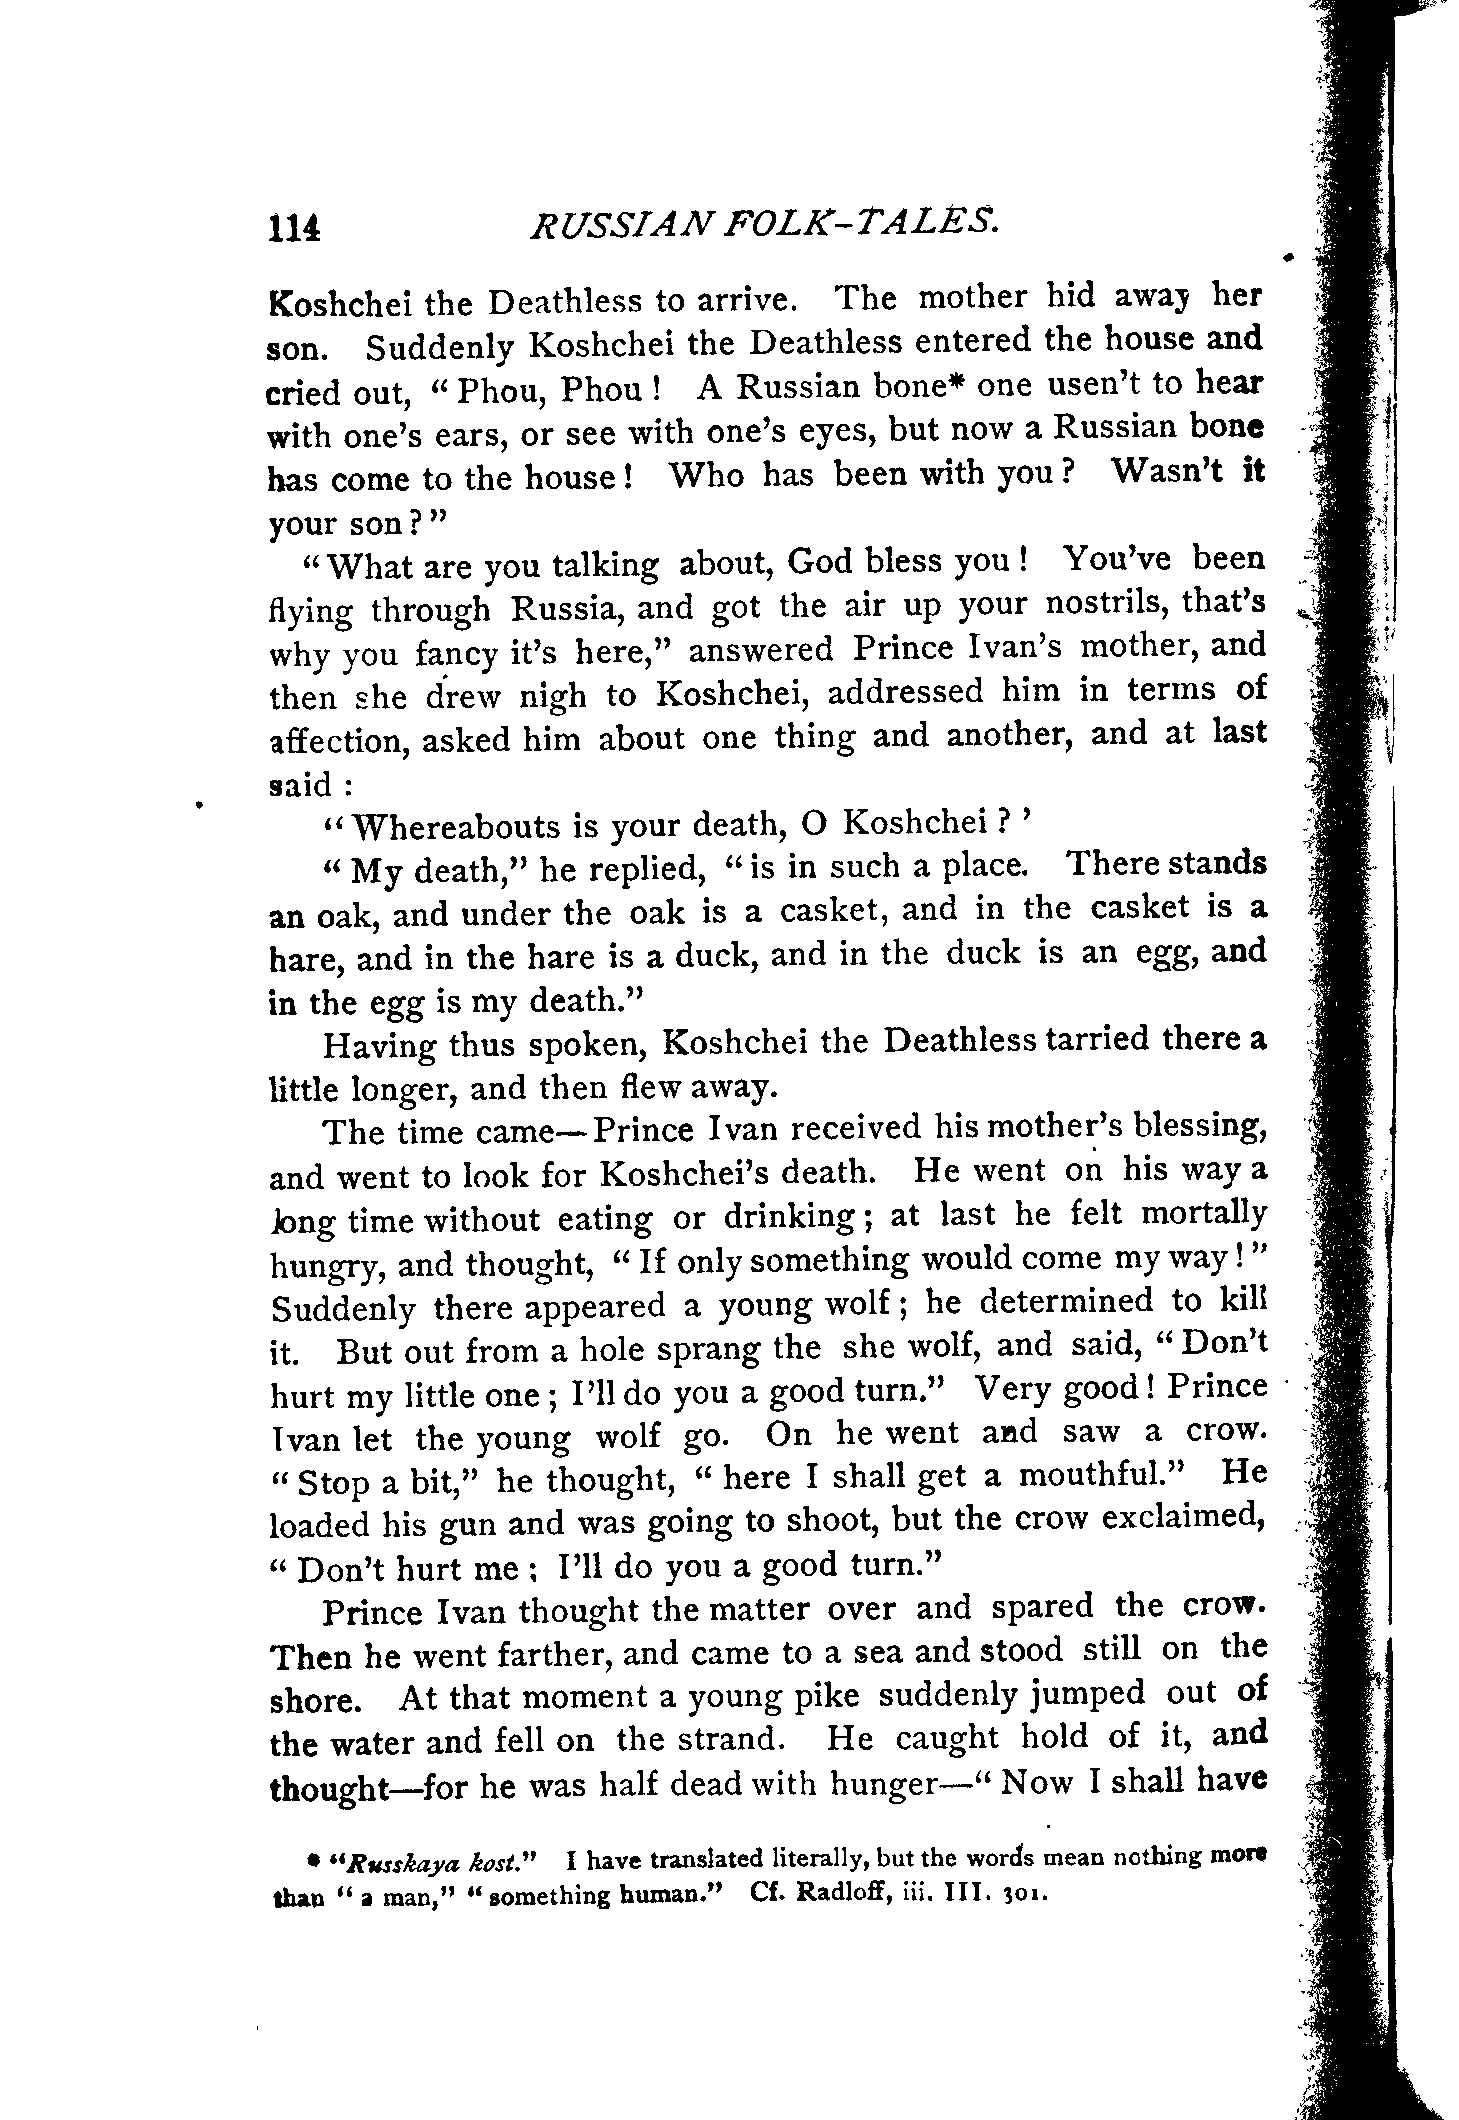 114 RUSSIAN FOLK-TALES.
Koshchei the Deathless to arrive. The mother hid away her
son. Suddenly Koshchei the Deathless entered the house and
cried out, "Phou, Phou! A Russian bone* one usen't to hear
with one's ears, or see with one's eyes, but now a Russian bone
has come to the house! Who has been with you? Wasn't it
your son?"
"What are you talking about, God bless you! You've been
flying through Russia, and got the air up your nostrils, that's
why you fancy it's here," answered Prince Ivan's mother, and
then she drew nigh to Koshchei, addressed him in terms of
affection, asked him about one thing and another, and at last
said:
"Whereabouts is your death, O Koshchei?'
"My death," he replied, "is in such a place. There stands
an oak, and under the oak is a casket, and in the casket is a
hare, and in the hare is a duck, and in the duck is an egg, and
in the egg is my death."
Having thus spoken, Koshchei the Deathless tarried there a
little longer, and then flew away.
The time came—Prince Ivan received his mother's blessing,
and went to look for Koshchei's death. He went on his way a
long time without eating or drinking; at last he felt mortally
hungry, and thought, "If only something would come my way!"
Suddenly there appeared a young wolf; he determined to kill
it. But out from a hole sprang the she wolf, and said, "Don't
hurt my little one; I'll do you a good turn." Very good! Prince
Ivan let the young wolf go. On he went and saw a crow.
"Stop a bit," he thought, "here I shall get a mouthful." He
loaded his gun and was going to shoot, but the crow exclaimed,
"Don't hurt me; I'll do you a good turn."
Prince Ivan thought the matter over and spared the crow.
Then he went farther, and came to a sea and stood still on the
shore. At that moment a young pike suddenly jumped out of
the water and fell on the strand. He caught hold of it, and
thought—for he was half dead with hunger—"Now I shall have
* "Russkaya kost." I have translated literally, but the words mean nothing more
than "a man," "something human." Cf. Radloff, iii. III. 301.